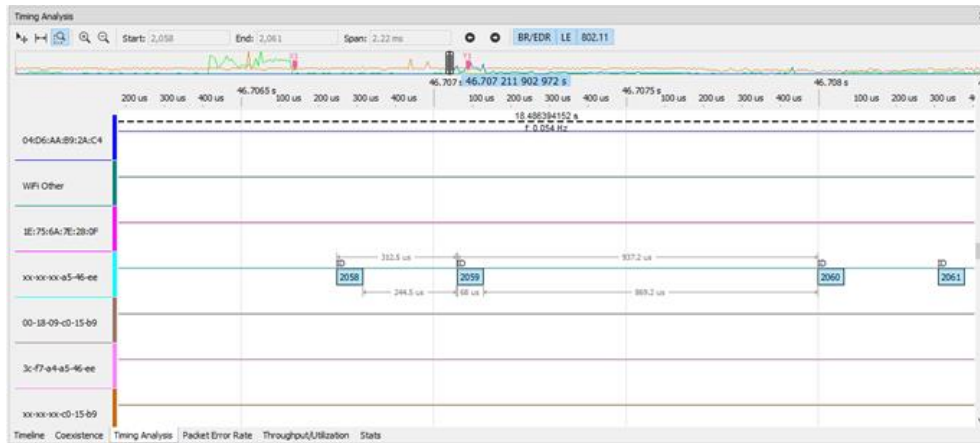 Timing Analysis
Start: 2,058 End: 2,061 Span: 2.22 ms BR/EDR LE 802.11
46.707 s 46.707 211 902 972 s
46.7065 s 46.7075 s 46.708 s
200 us 300 us 400 us 100 us 200 us 300 us 400 us 100 us 200 us 300 us 400 us 100 us 200 us 300 us 400 us 100 us 200 us 300 us
18.486394152 s
f 0.054 Hz
04:D6:AA:B9:2A:C4
WiFi Other
1E:75:6A:7E:28:0F
312.5 us 937.2 us
ID ID ID ID
xx-xx-xx-a5-46-ee 2058 2059 2060 2061
244.5 us 68 us 869.2 us
00-18-09-c0-15-b9
3c-f7-a4-a5-46-ee
xx-xx-xx-c0-15-b9
Timeline Coexistence Timing Analysis Packet Error Rate Throughput/Utilization Stats